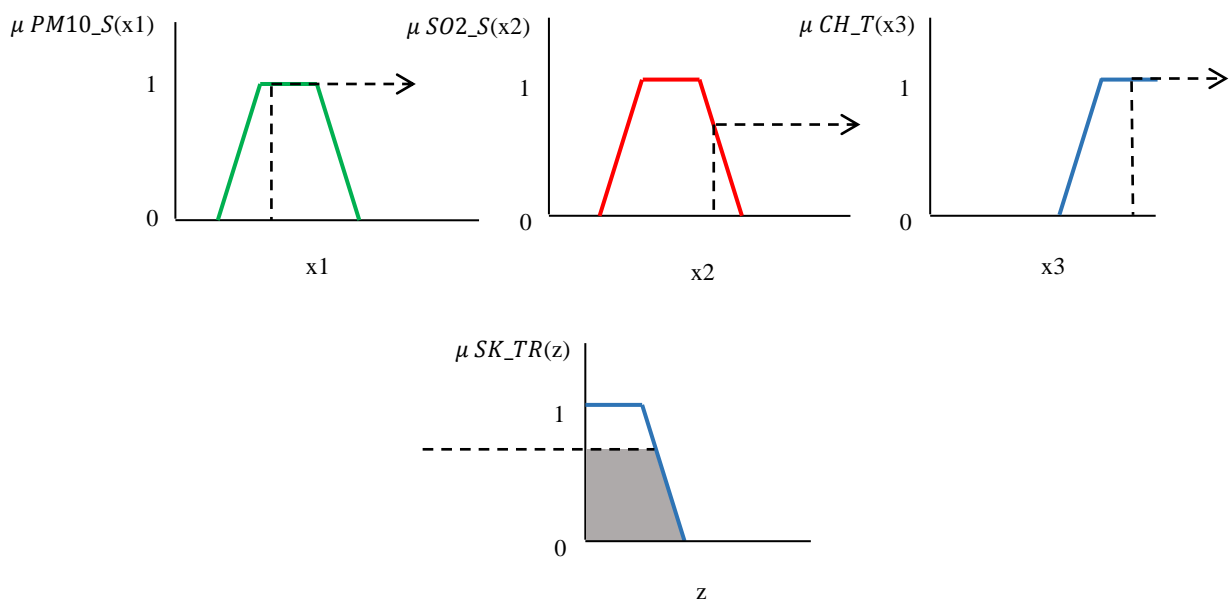 μ PM10_S(x1)
1
0
x1
μ SO2_S(x2)
1
0
x2
μ CH_T(x3)
1
0
x3
μ SK_TR(z)
1
0
z